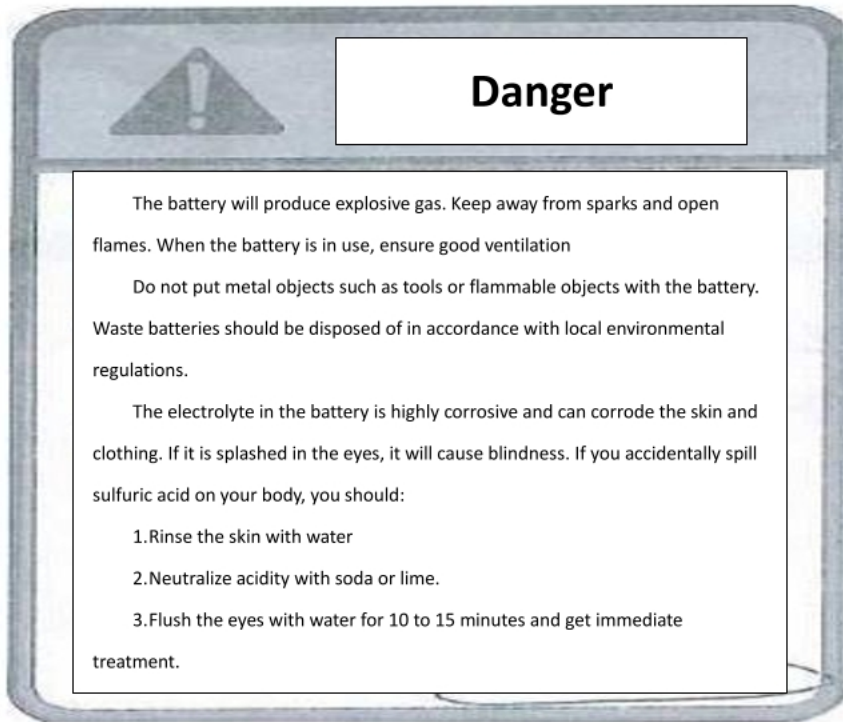 Danger
The battery will produce explosive gas. Keep away from sparks and open
flames. When the battery is in use, ensure good ventilation
Do not put metal objects such as tools or flammable objects with the battery.
Waste batteries should be disposed of in accordance with local environmental
regulations.
The electrolyte in the battery is highly corrosive and can corrode the skin and
clothing. If it is splashed in the eyes, it will cause blindness. If you accidentally spill
sulfuric acid on your body, you should:
1.Rinse the skin with water
2.Neutralize acidity with soda or lime.
3.Flush the eyes with water for 10 to 15 minutes and get immediate
treatment.